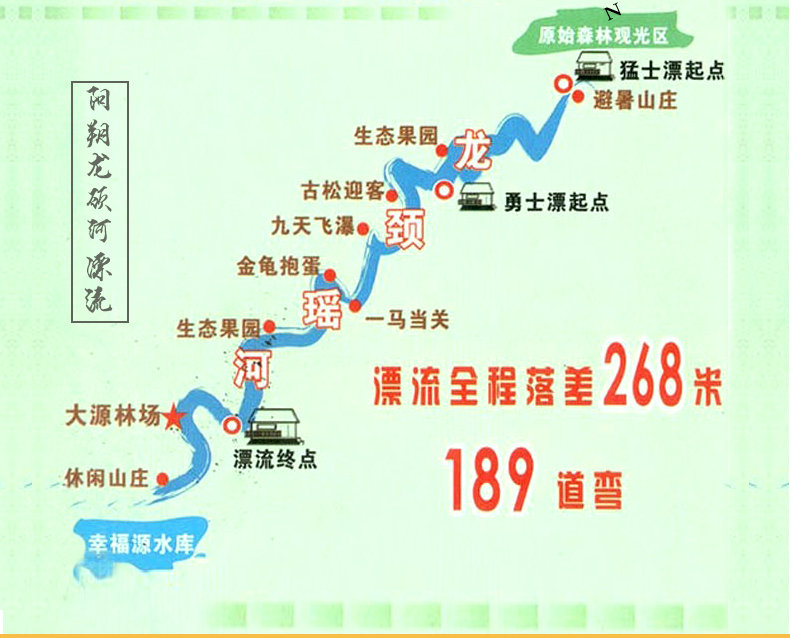 N
原始森林观光区
猛士漂起点
避暑山庄
翔龙
漂流
生态果园
龙颈瑶河
古松迎客
勇士漂起点
九天飞瀑
金龟抱蛋
一马当关
生态果园
漂流全程落差268米
大源林场
漂流终点
189道弯
休闲山庄
幸福源水库